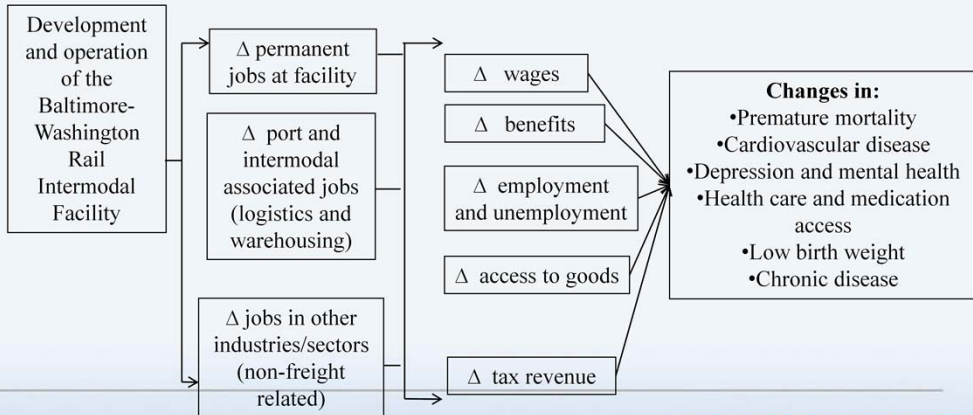 Development
and operation
of the
Baltimore-
Washington
Rail
Intermodal
Facility
Δ permanent
jobs at facility
Δ port and
intermodal
associated jobs
(logistics and
warehousing)
Δ jobs in other
industries/sectors
(non-freight
related)
Δ wages
Δ benefits
Δ employment
and unemployment
Δ access to goods
Δ tax revenue
Changes in:
•Premature mortality
•Cardiovascular disease
•Depression and mental health
•Health care and medication
access
•Low birth weight
•Chronic disease